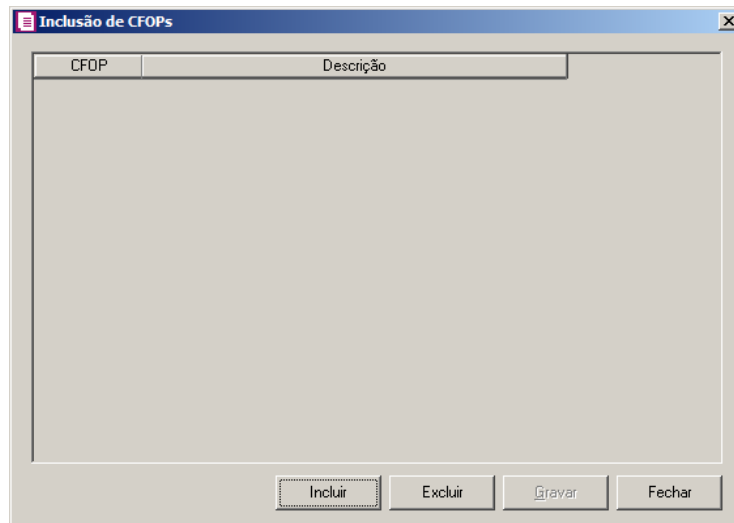 Inclusão de CFOPs
CFOP Descrição
Incluir Excluir Gravar Fechar